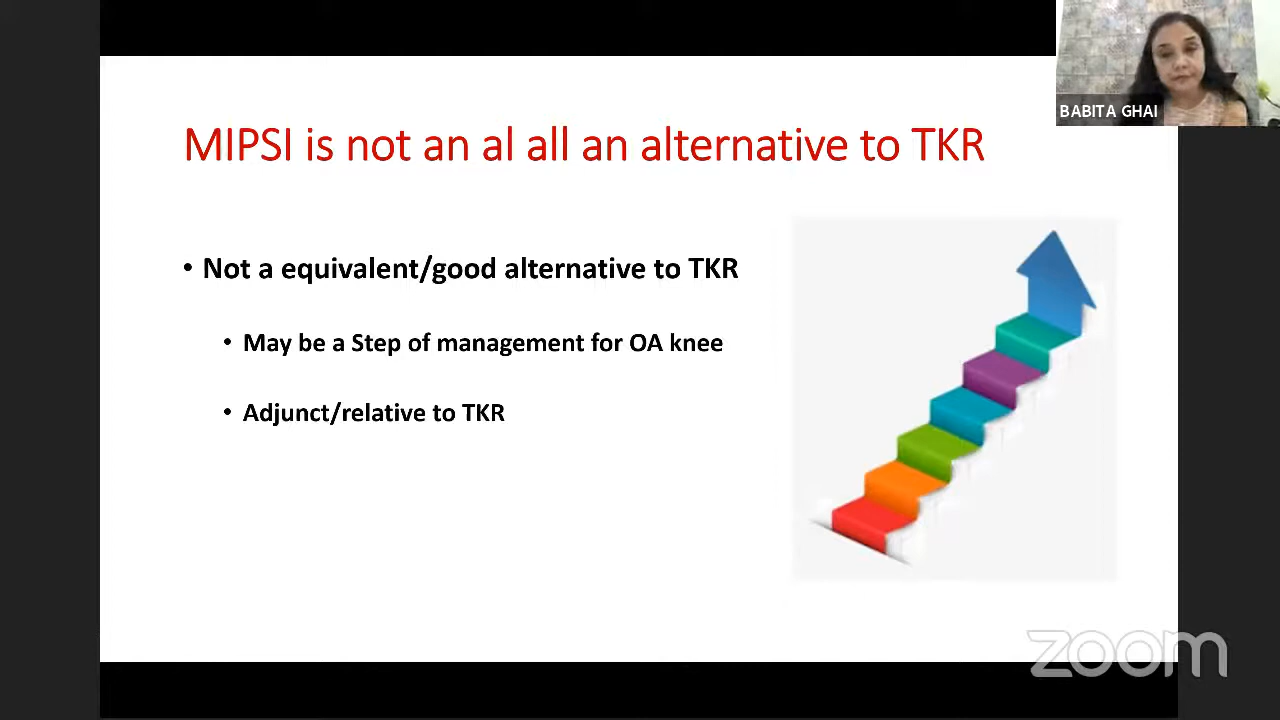 BABITA GHAI
MIPSI is not an al all an alternative to TKR
• Not a equivalent/good alternative to TKR
• May be a Step of management for OA knee
• Adjunct/relative to TKR
zoom